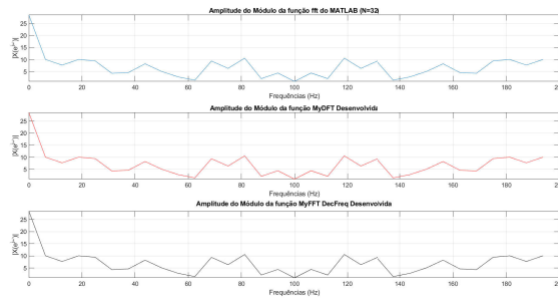 Amplitude do Módulo da função fft do MATLAB (N=32)
25
20
15
10
5
0 20 40 60 80 100 120 140 160 180
Frequências (Hz)
Amplitude do Módulo da função MyDFT Desenvolvida
25
20
15
10
5
0 20 40 60 80 100 120 140 160 180
Frequências (Hz)
Amplitude do Módulo da função MyFFT DecFreq Desenvolvida
25
20
15
10
5
0 20 40 60 80 100 120 140 160 180
Frequências (Hz)